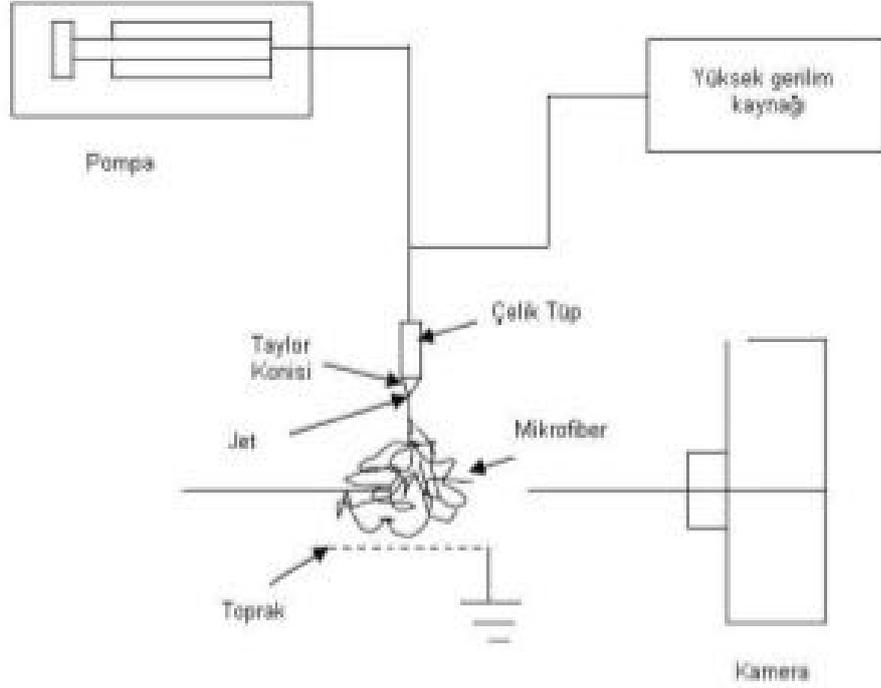 Yüksek gerilim
kaynağı
Pompa
Çelik Tüp
Taylor
Konisi
Jet
Mikrofiber
Toprak
Kamera